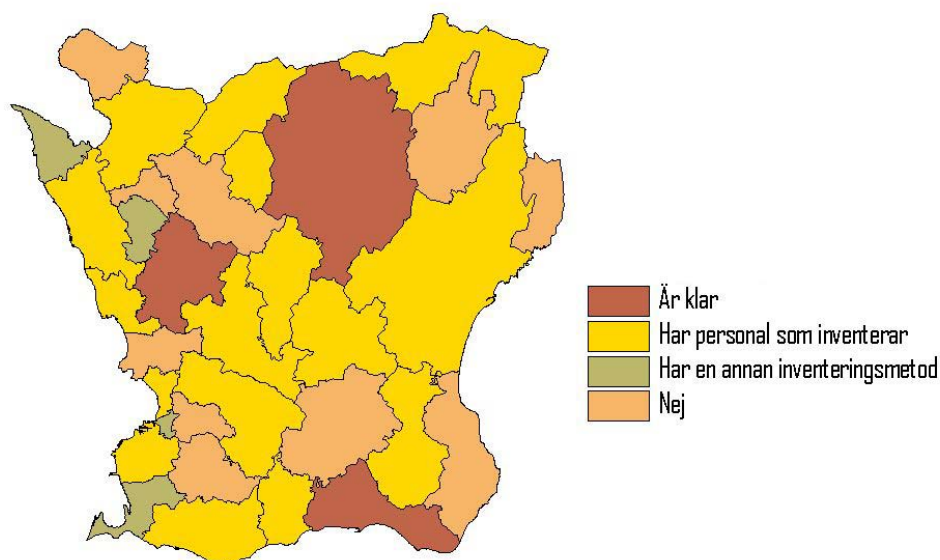 Är klar
Har personal som inventerar
Har en annan inventeringsmetod
Nej